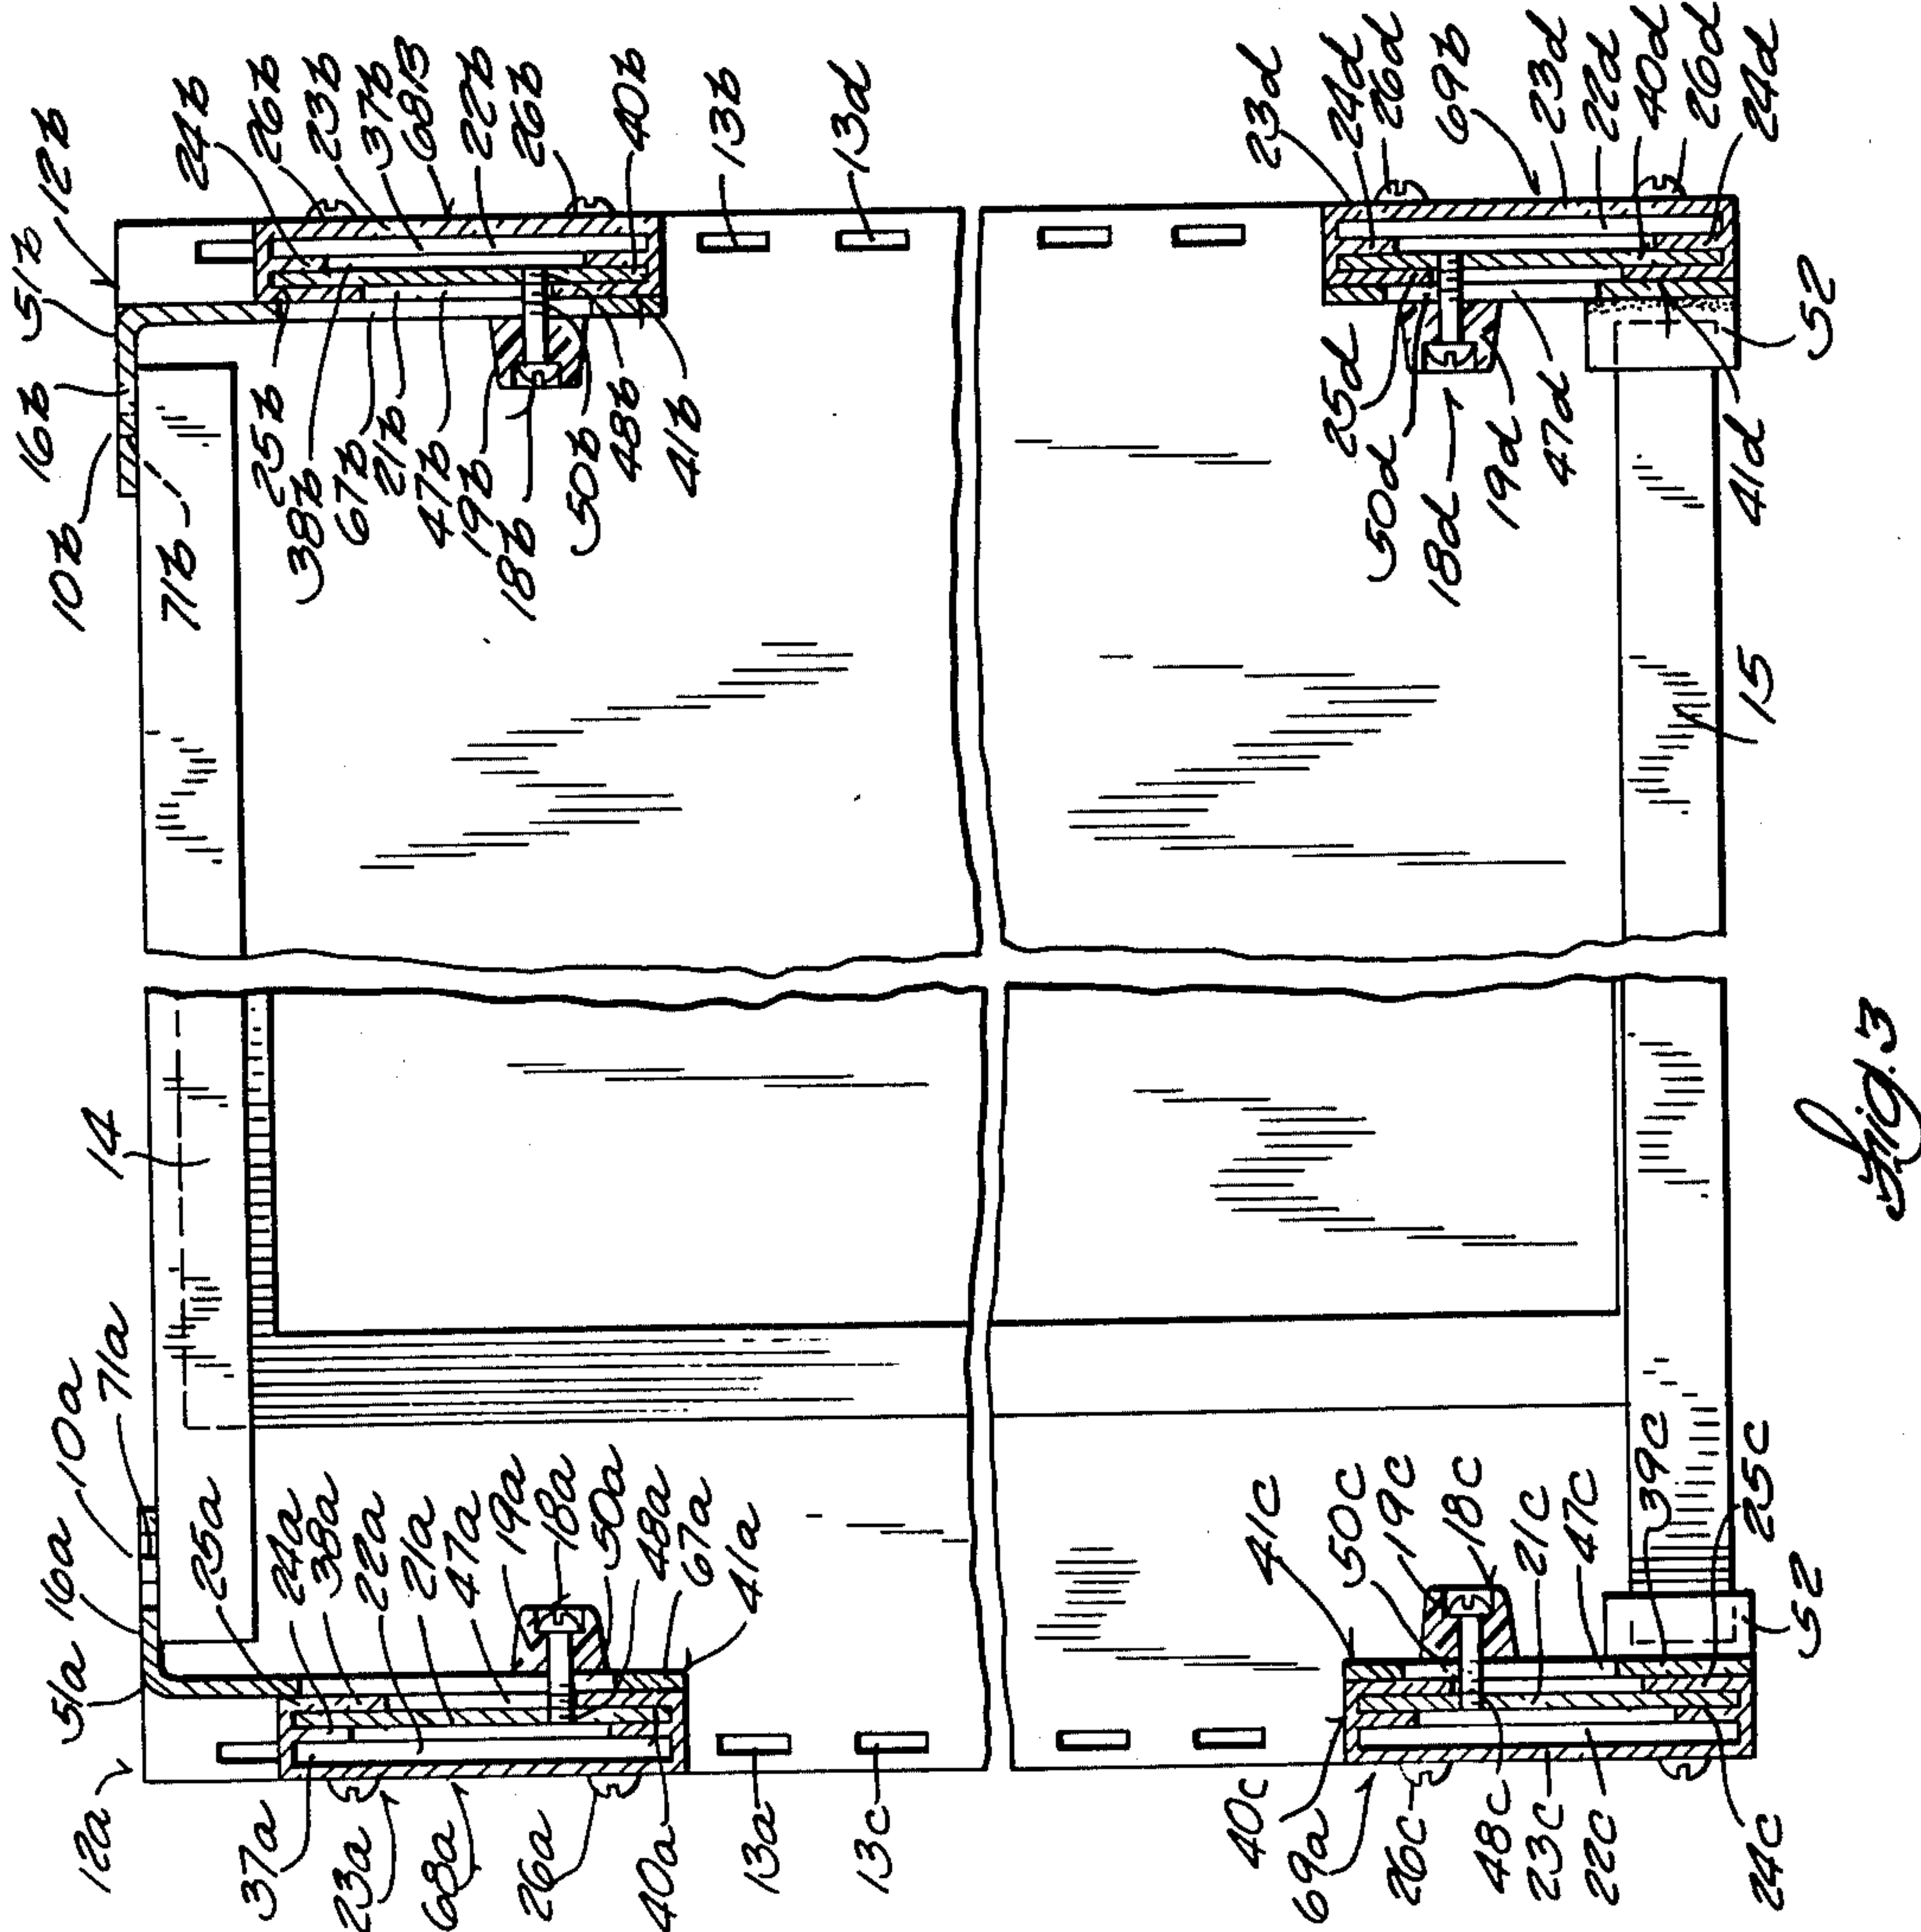 12b
51b
16b
10b
71b
24b
26b
23b
37b
68B
22b
26b
40b
13b
13d
25b
38b
67b
21b
47b
19b
18b
50b
48b
41b
23d
24d
26d
69b
23d
22d
40d
26d
24d
25d
50d
18d
19d
47d
41d
52
15
14
71a
10a
16a
51a
12a
25a
24a
38a
22a
21a
47a
19a
18a
50a
48a
67a
41a
37a
23a
68a
26a
40a
13a
13c
41c
50c
19c
18c
21c
47c
39c
25c
52
40c
69a
26c
48c
23c
22c
24c
Fig. 3